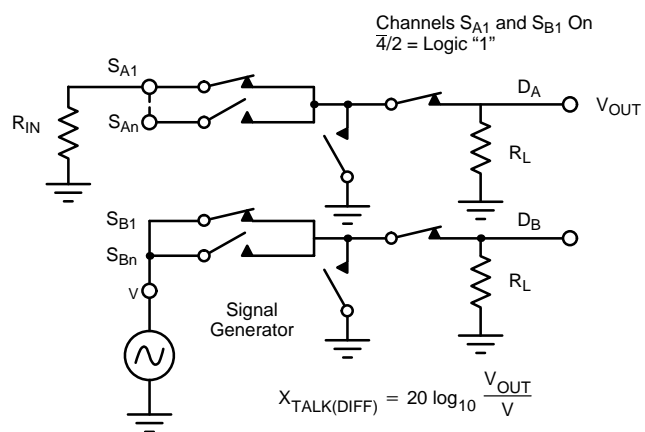 Channels S_A1 and S_B1 On
4̅/2 = Logic “1”
S_A1
D_A
V_OUT
R_IN
S_An
R_L
S_B1
D_B
S_Bn
V
R_L
Signal
Generator
X_TALK(DIFF) = 20 log_10 V_OUT/V